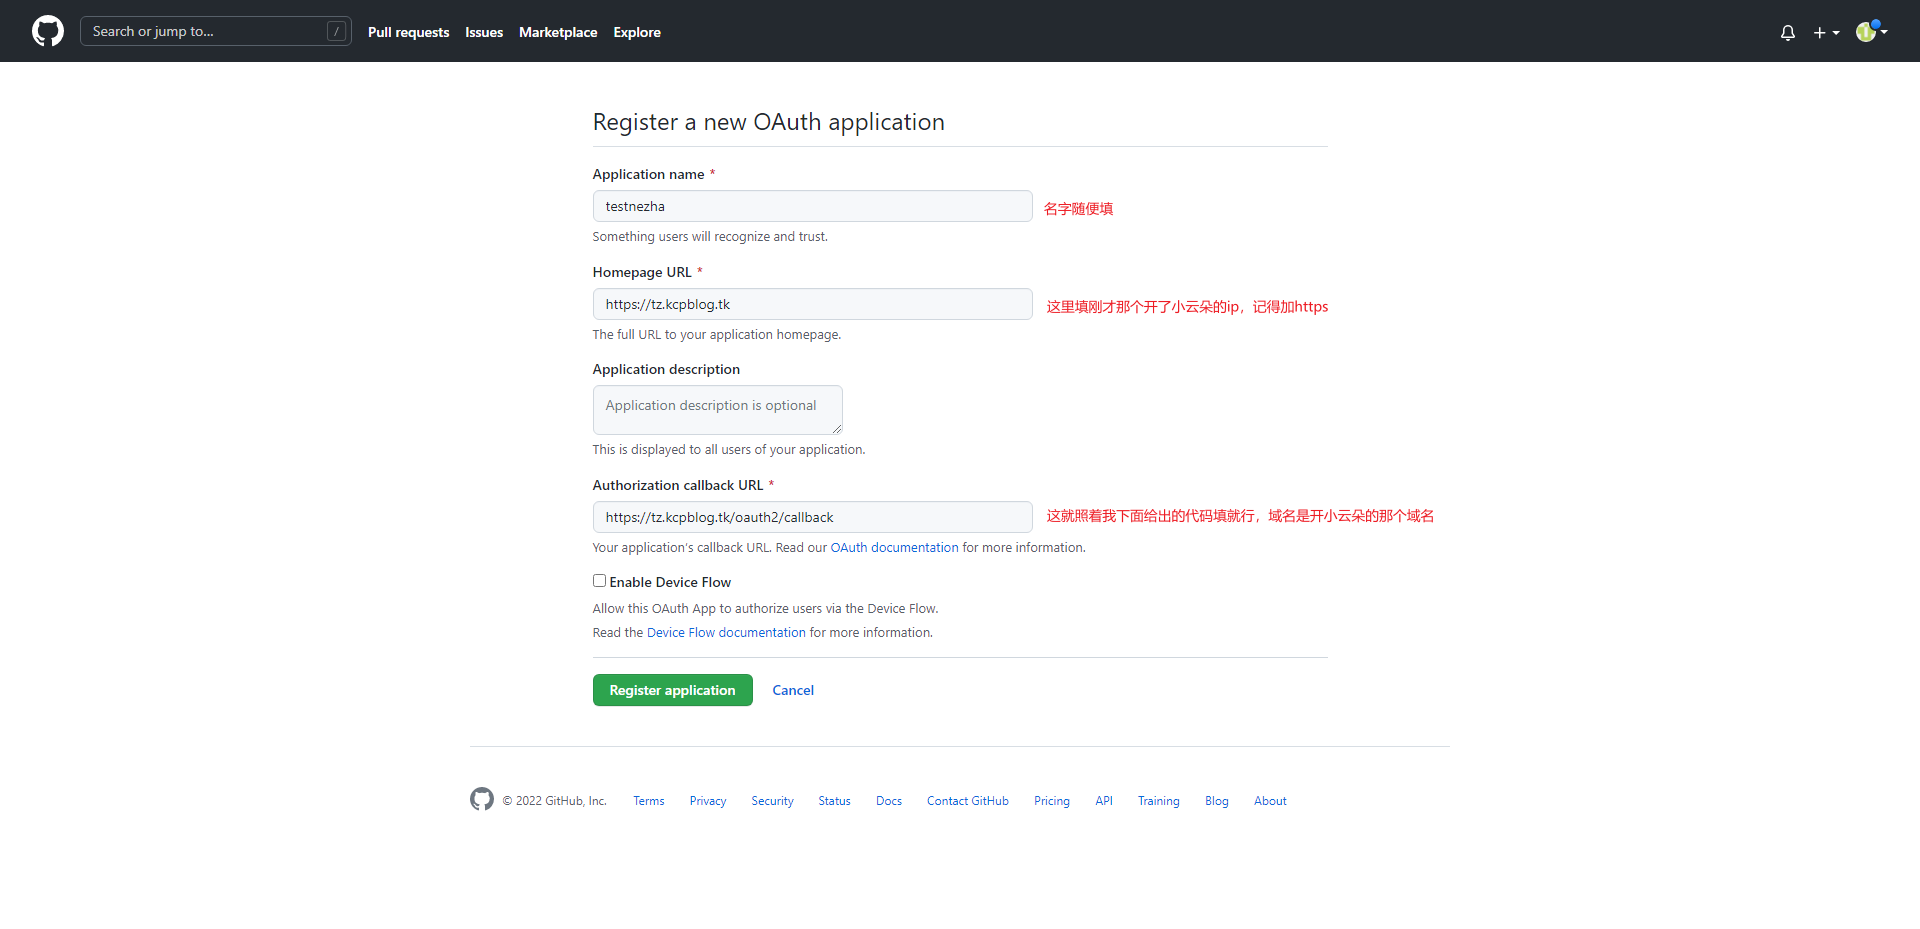 Search or jump to... /
Pull requests Issues Marketplace Explore
Register a new OAuth application
Application name *
testnezha
名字随便填
Something users will recognize and trust.
Homepage URL *
https://tz.kcpblog.tk
这里填刚才那个开了小云朵的ip，记得加https
The full URL to your application homepage.
Application description
Application description is optional
This is displayed to all users of your application.
Authorization callback URL *
https://tz.kcpblog.tk/oauth2/callback
这就照着我下面给出的代码填就行，域名是开小云朵的那个域名
Your application's callback URL. Read our OAuth documentation for more information.
Enable Device Flow
Allow this OAuth App to authorize users via the Device Flow.
Read the Device Flow documentation for more information.
Register application Cancel
© 2022 GitHub, Inc. Terms Privacy Security Status Docs Contact GitHub Pricing API Training Blog About